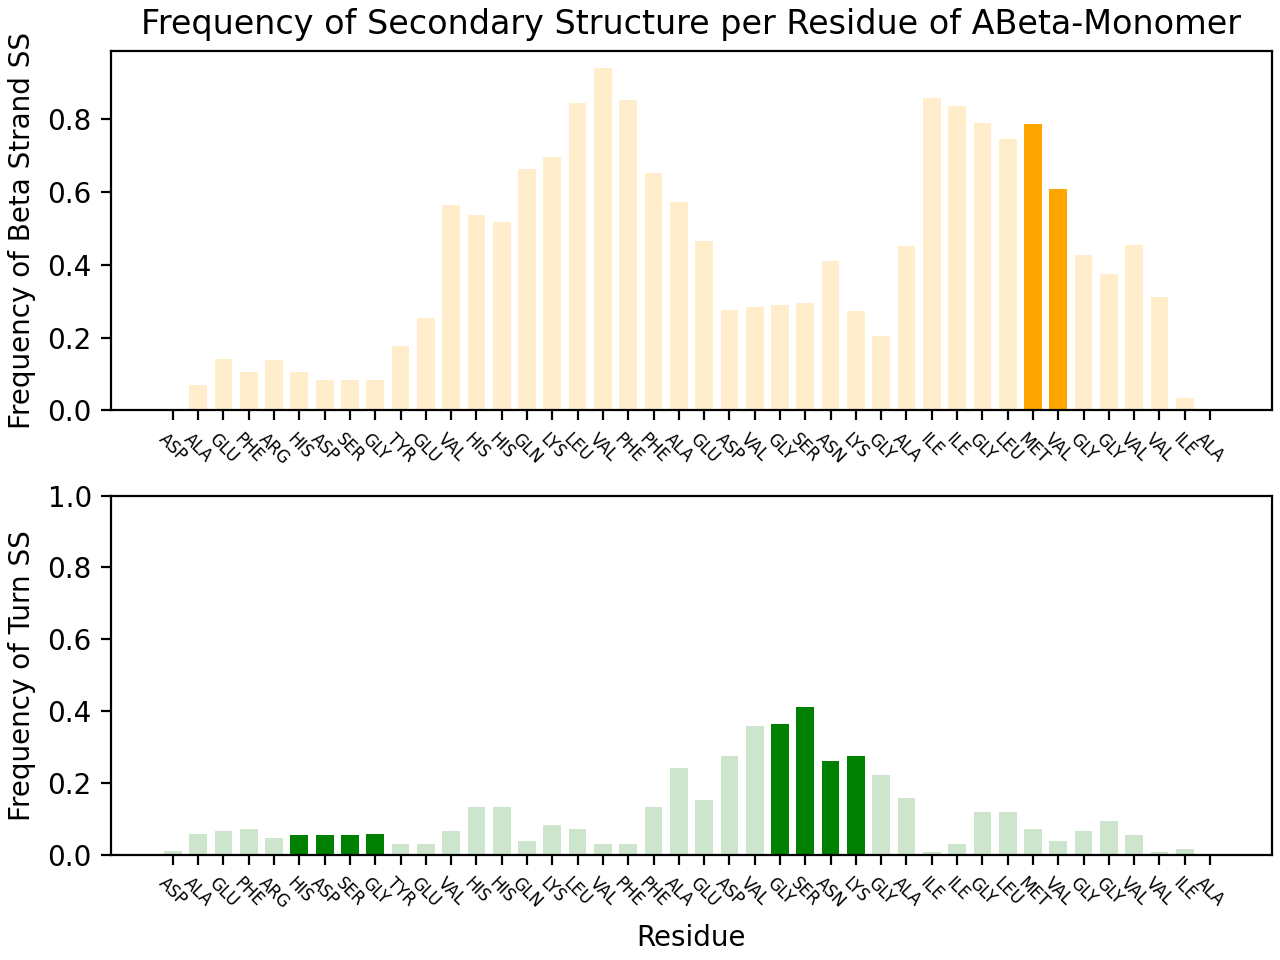 Frequency of Secondary Structure per Residue of ABeta-Monomer
Frequency of Beta Strand SS
0.8
0.6
0.4
0.2
0.0
ASP ALA GLU PHE ARG HIS ASP SER GLY TYR GLU VAL HIS HIS GLN LYS LEU VAL PHE PHE ALA GLU ASP VAL GLY SER ASN LYS GLY ALA ILE ILE GLY LEU MET VAL GLY GLY VAL VAL ILE ALA
Frequency of Turn SS
1.0
0.8
0.6
0.4
0.2
0.0
ASP ALA GLU PHE ARG HIS ASP SER GLY TYR GLU VAL HIS HIS GLN LYS LEU VAL PHE PHE ALA GLU ASP VAL GLY SER ASN LYS GLY ALA ILE ILE GLY LEU MET VAL GLY GLY VAL VAL ILE ALA
Residue